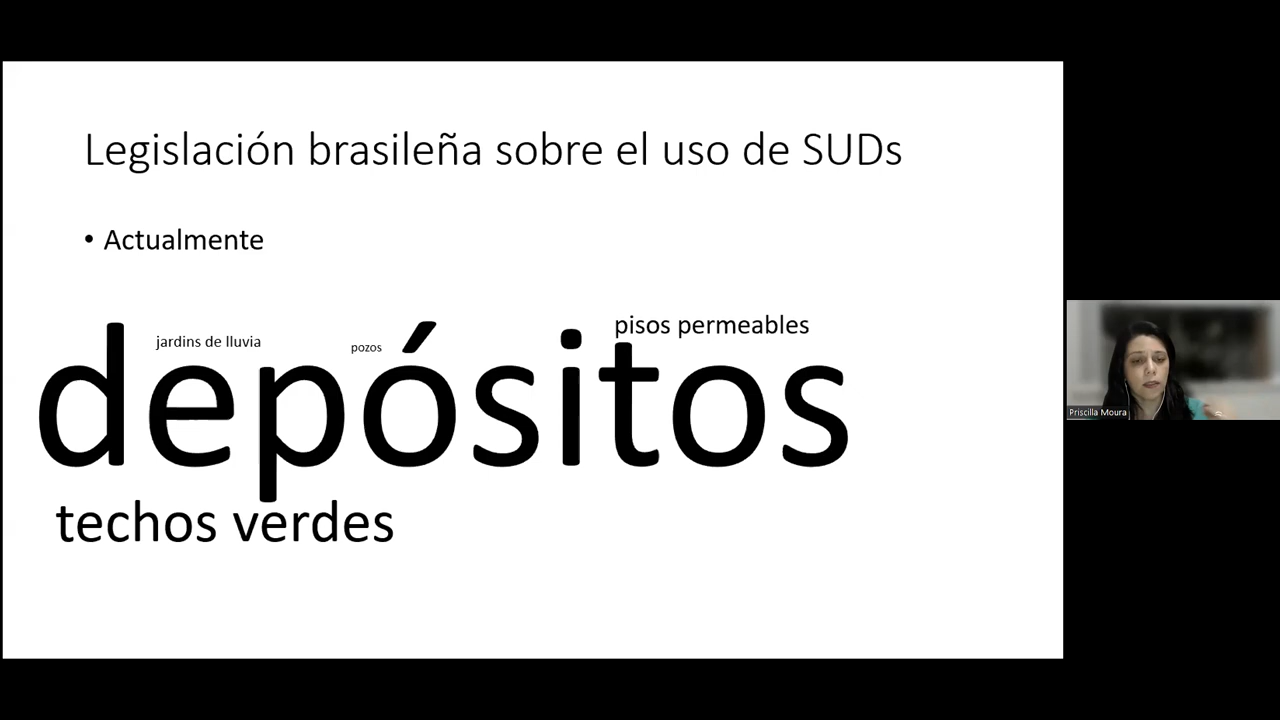 Legislación brasileña sobre el uso de SUDs
• Actualmente
pisos permeables
jardins de lluvia
pozos
depósitos
techos verdes
Priscilla Moura